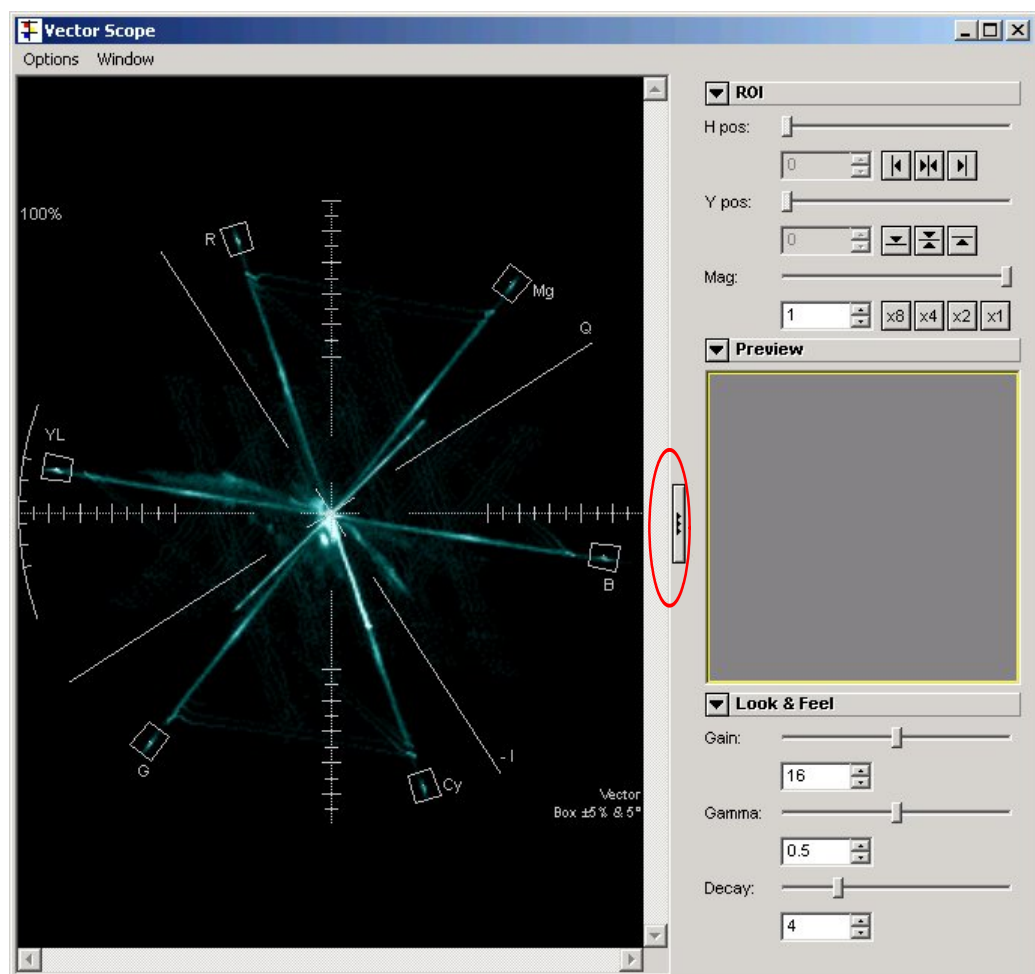 Vector Scope
Options Window
100%
R
Mg
Q
YL
B
G
Cy
-I
Vector
Box ±5% & 5°
ROI
H pos:
0
Y pos:
0
Mag:
1
x8 x4 x2 x1
Preview
Look & Feel
Gain:
16
Gamma:
0.5
Decay:
4